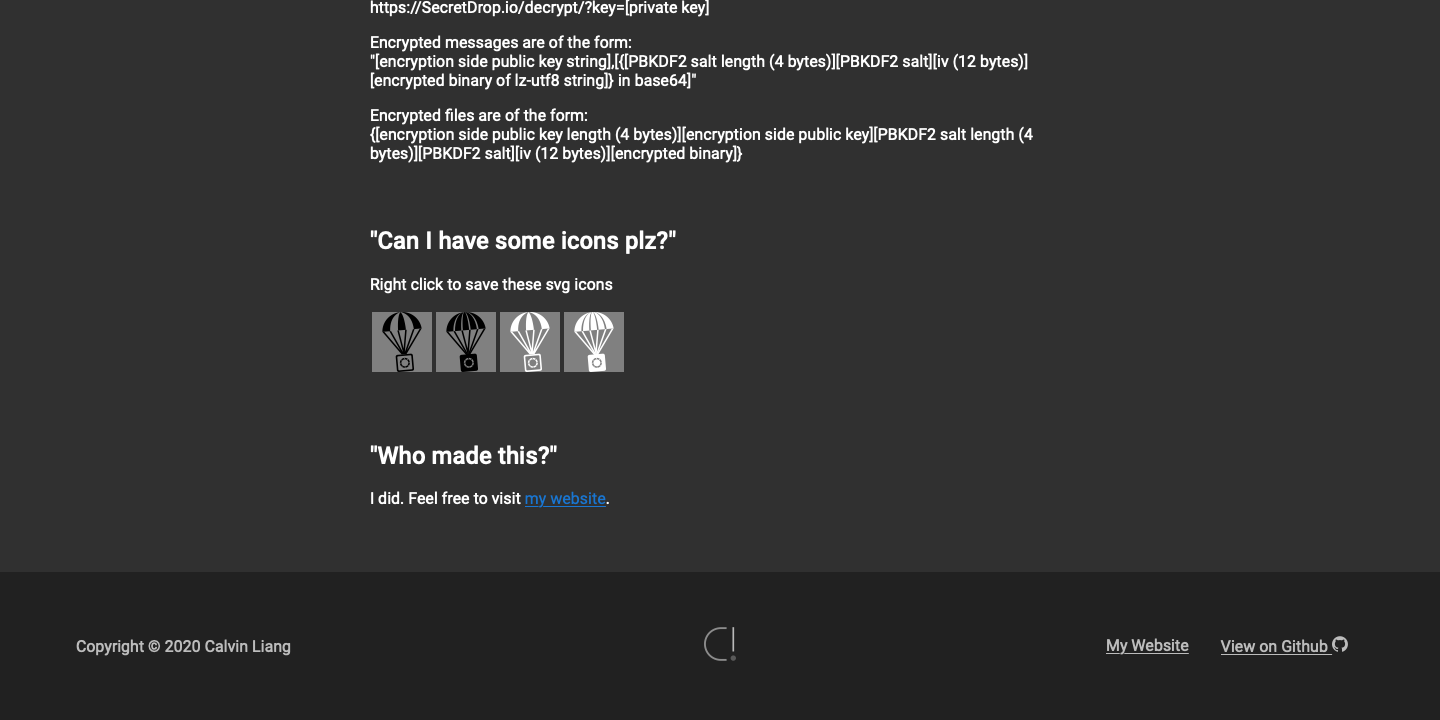 https://SecretDrop.io/decrypt/?key=[private key]
Encrypted messages are of the form:
"[encryption side public key string],[{[PBKDF2 salt length (4 bytes)][PBKDF2 salt][iv (12 bytes)]
[encrypted binary of lz-utf8 string]} in base64]"
Encrypted files are of the form:
{[encryption side public key length (4 bytes)][encryption side public key][PBKDF2 salt length (4
bytes)][PBKDF2 salt][iv (12 bytes)][encrypted binary]}
"Can I have some icons plz?"
Right click to save these svg icons
"Who made this?"
I did. Feel free to visit my website.
Copyright © 2020 Calvin Liang
C!
My Website
View on Github